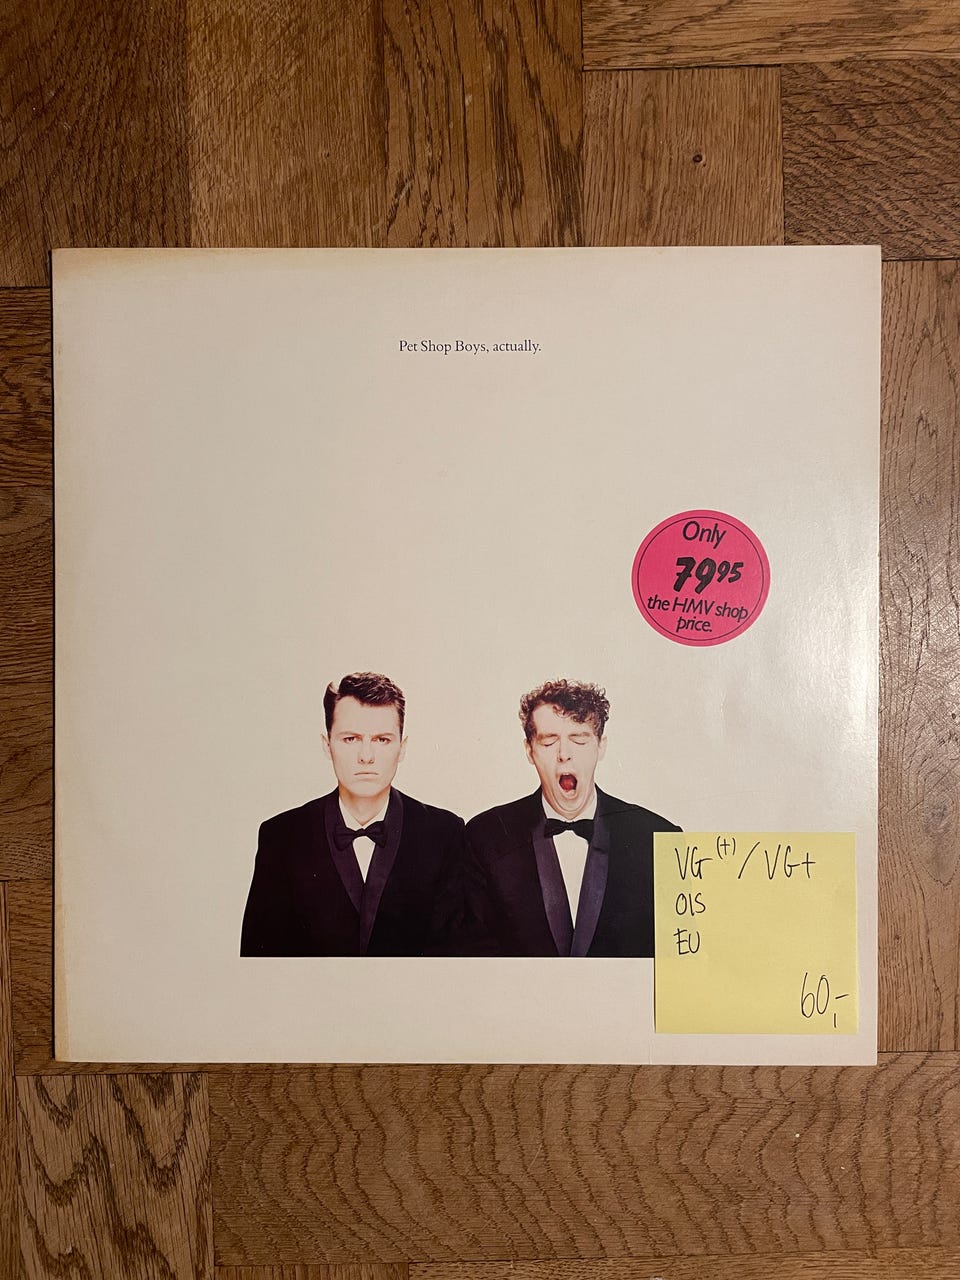 Pet Shop Boys, actually.
Only
79 95
the HMV shop
price.
VG (+) / VG+
OIS
EU
60,-